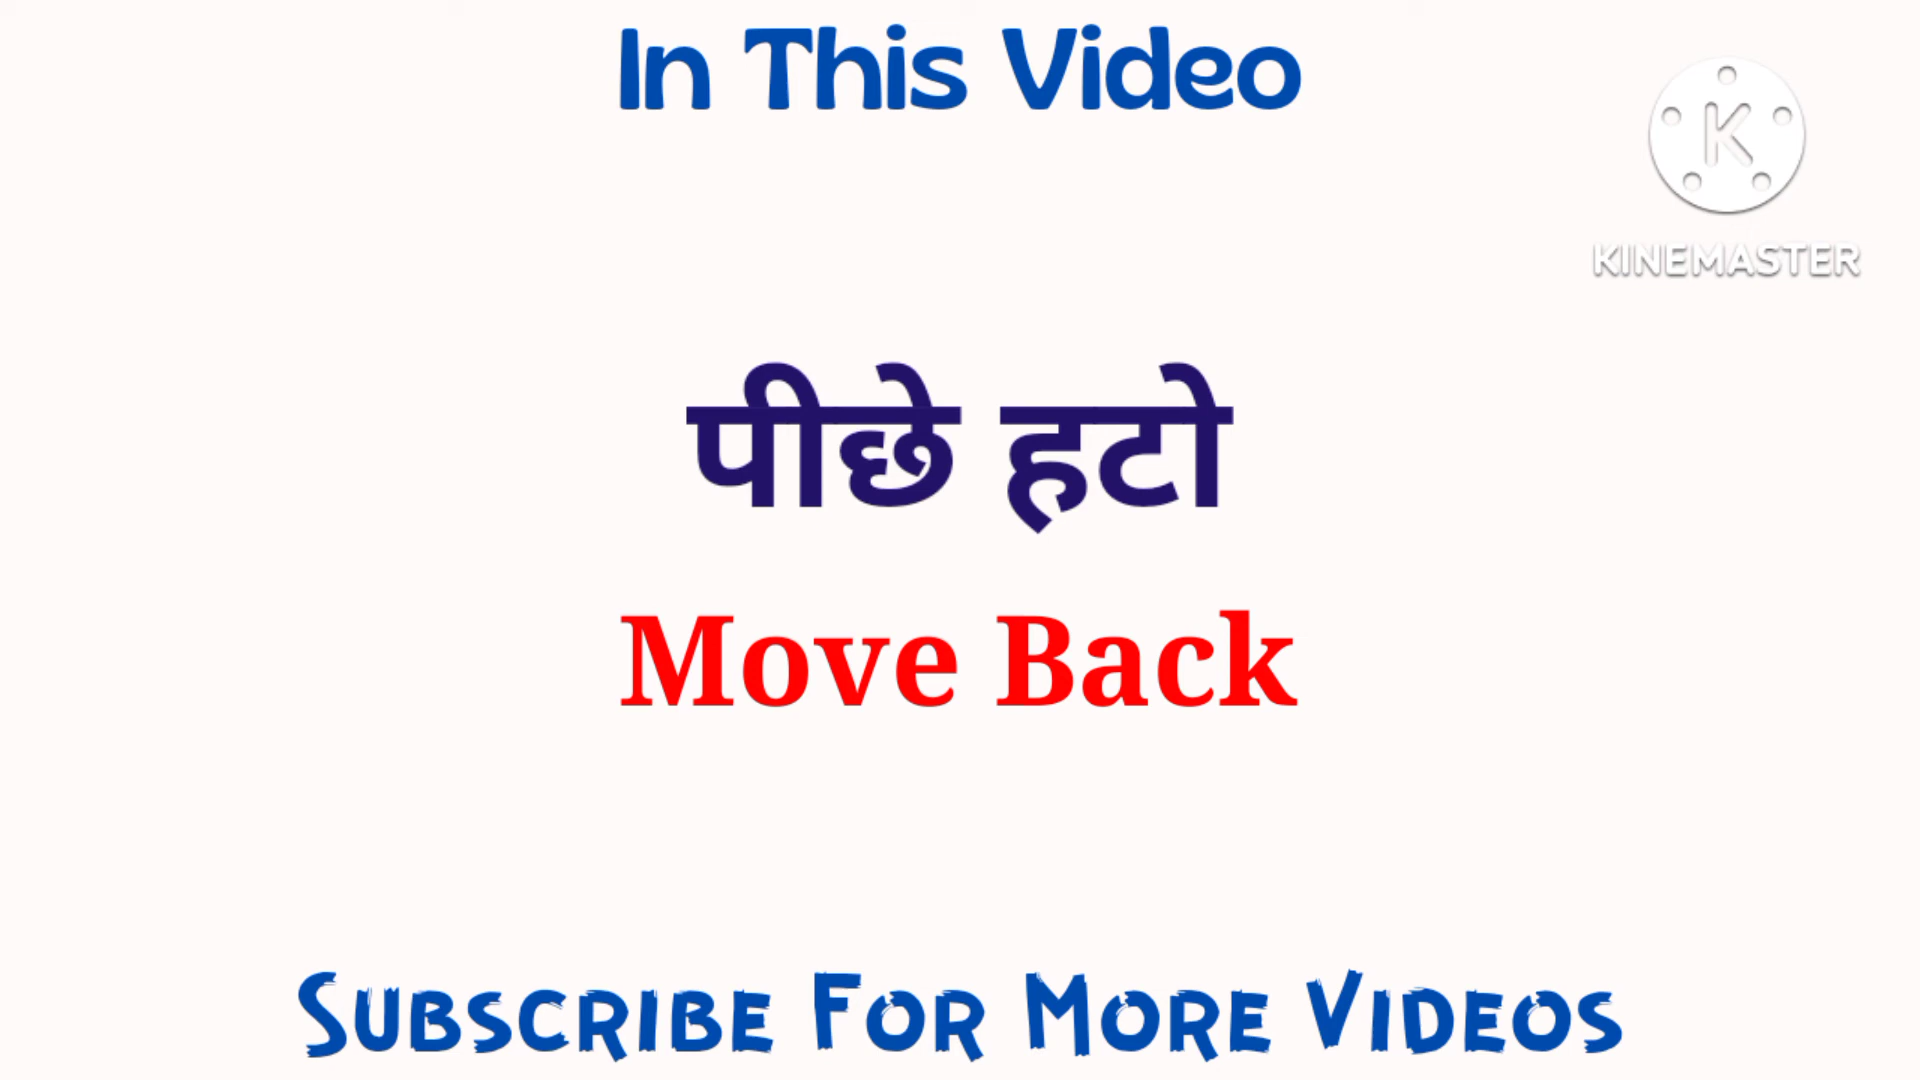 In This Video
K
KINEMASTER
पीछे हटो
Move Back
Subscribe For More Videos